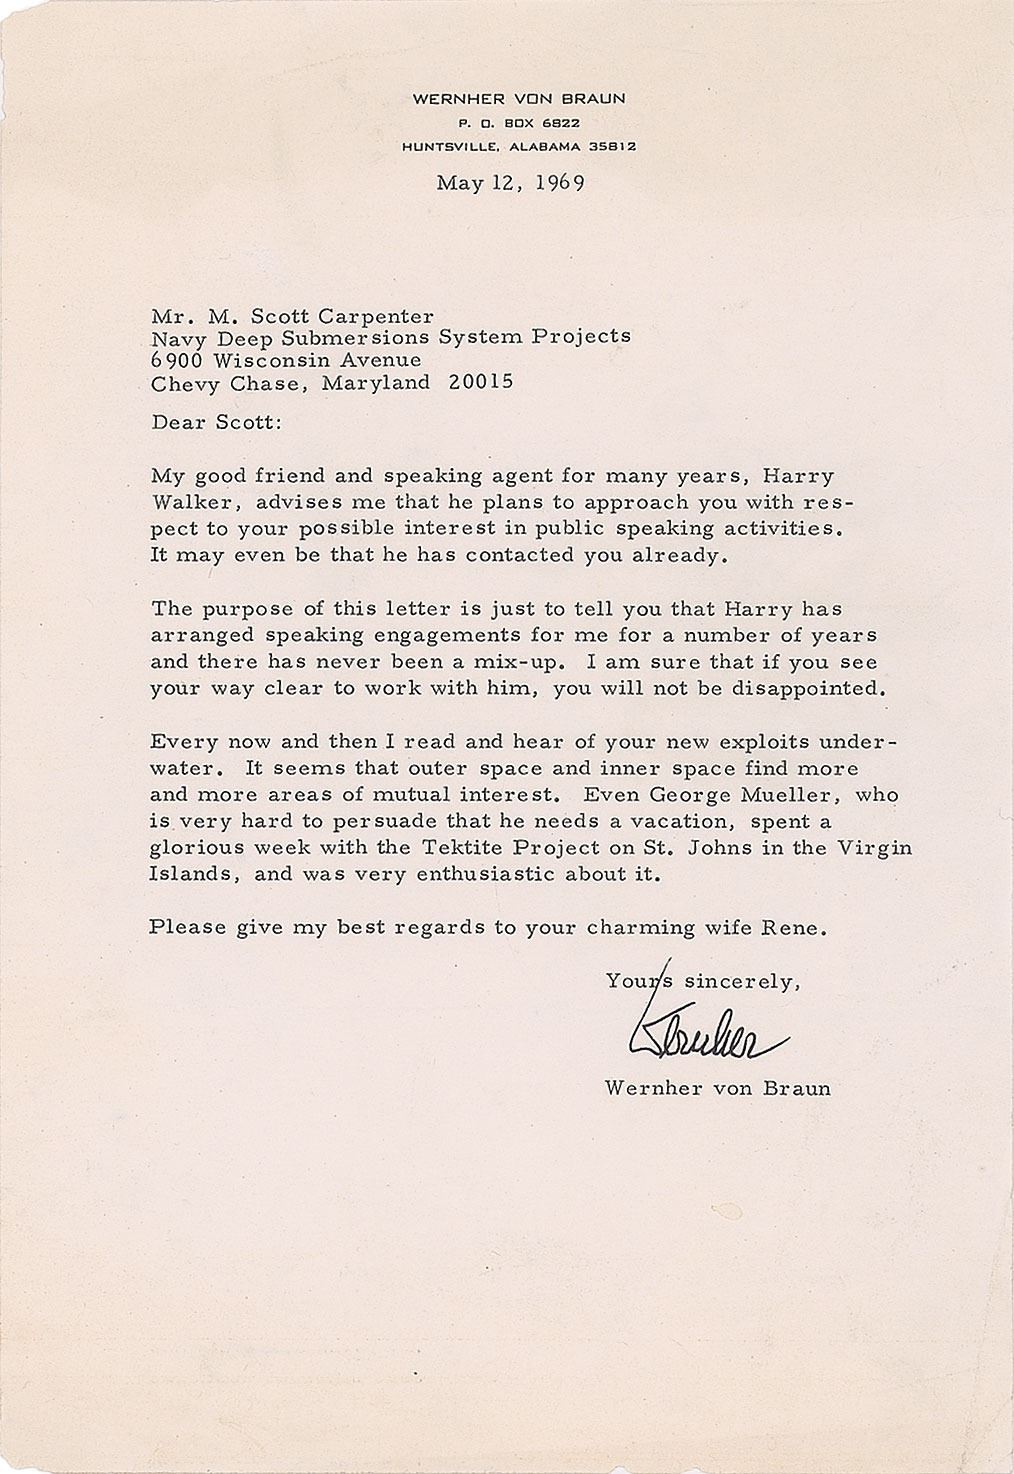 WERNHER VON BRAUN
P. O. BOX 6822
HUNTSVILLE, ALABAMA 35812
May 12, 1969
Mr. M. Scott Carpenter
Navy Deep Submersions System Projects
6900 Wisconsin Avenue
Chevy Chase, Maryland 20015
Dear Scott:
My good friend and speaking agent for many years, Harry
Walker, advises me that he plans to approach you with res-
pect to your possible interest in public speaking activities.
It may even be that he has contacted you already.
The purpose of this letter is just to tell you that Harry has
arranged speaking engagements for me for a number of years
and there has never been a mix-up. I am sure that if you see
your way clear to work with him, you will not be disappointed.
Every now and then I read and hear of your new exploits under-
water. It seems that outer space and inner space find more
and more areas of mutual interest. Even George Mueller, who
is very hard to persuade that he needs a vacation, spent a
glorious week with the Tektite Project on St. Johns in the Virgin
Islands, and was very enthusiastic about it.
Please give my best regards to your charming wife Rene.
Yours sincerely,
Wernher
Wernher von Braun